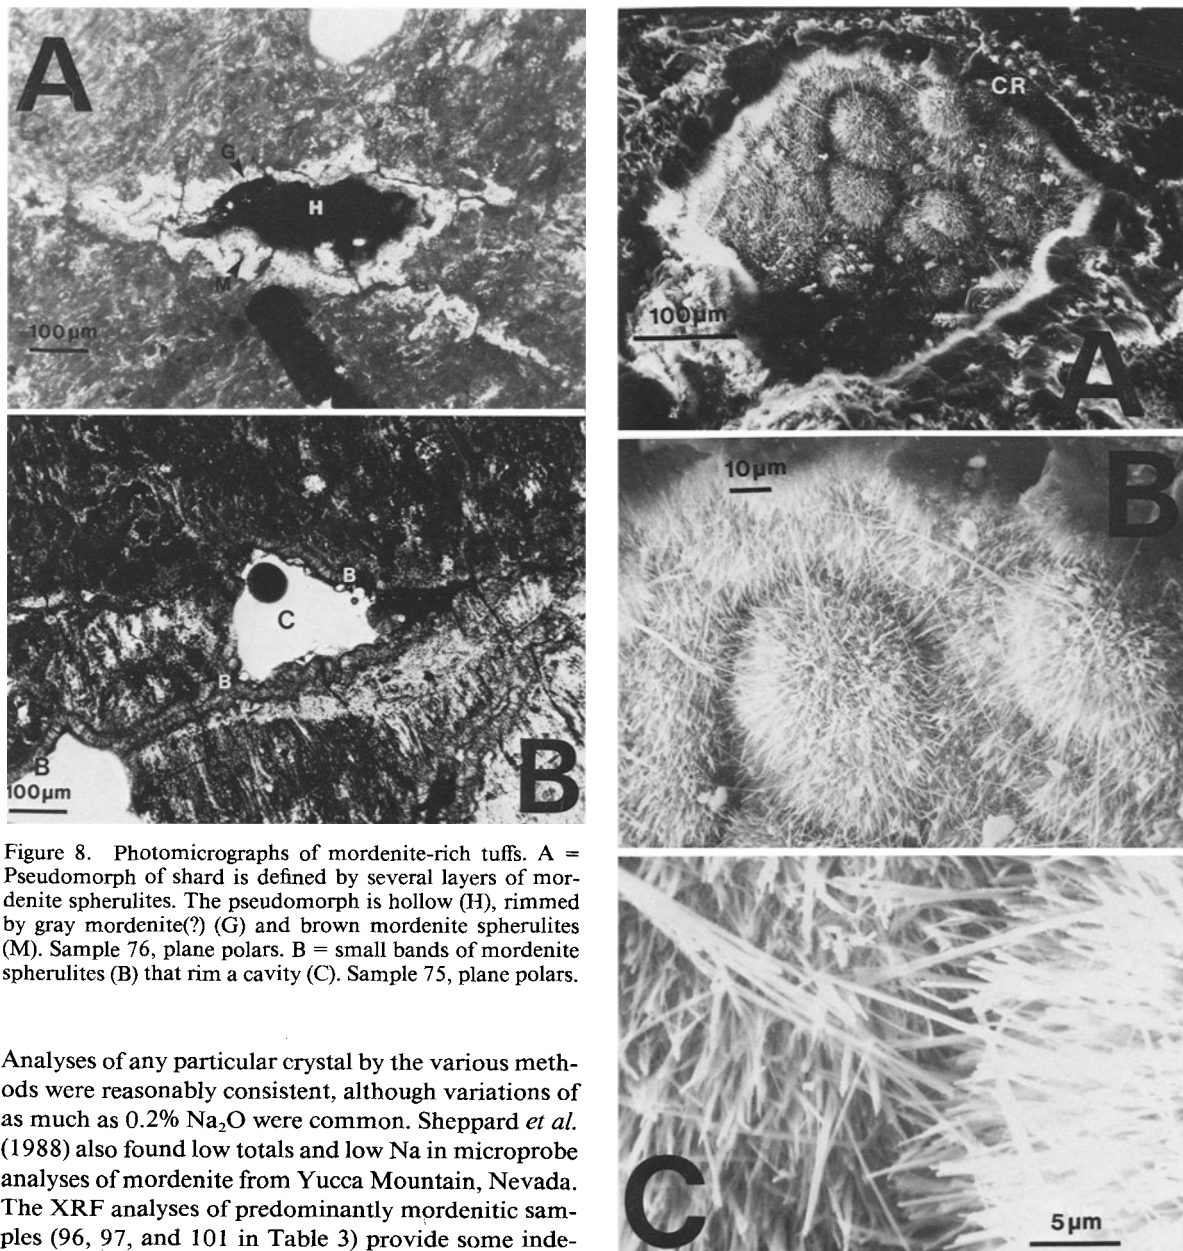 A
G
H
M
100 µm
B
C
B
B
100µm
B
Figure 8. Photomicrographs of mordenite-rich tuffs. A =
Pseudomorph of shard is defined by several layers of mor-
denite spherulites. The pseudomorph is hollow (H), rimmed
by gray mordenite(?) (G) and brown mordenite spherulites
(M). Sample 76, plane polars. B = small bands of mordenite
spherulites (B) that rim a cavity (C). Sample 75, plane polars.
Analyses of any particular crystal by the various meth-
ods were reasonably consistent, although variations of
as much as 0.2% Na₂O were common. Sheppard et al.
(1988) also found low totals and low Na in microprobe
analyses of mordenite from Yucca Mountain, Nevada.
The XRF analyses of predominantly mordenitic sam-
ples (96, 97, and 101 in Table 3) provide some inde-
CR
100µm
A
10µm
B
C
5µm